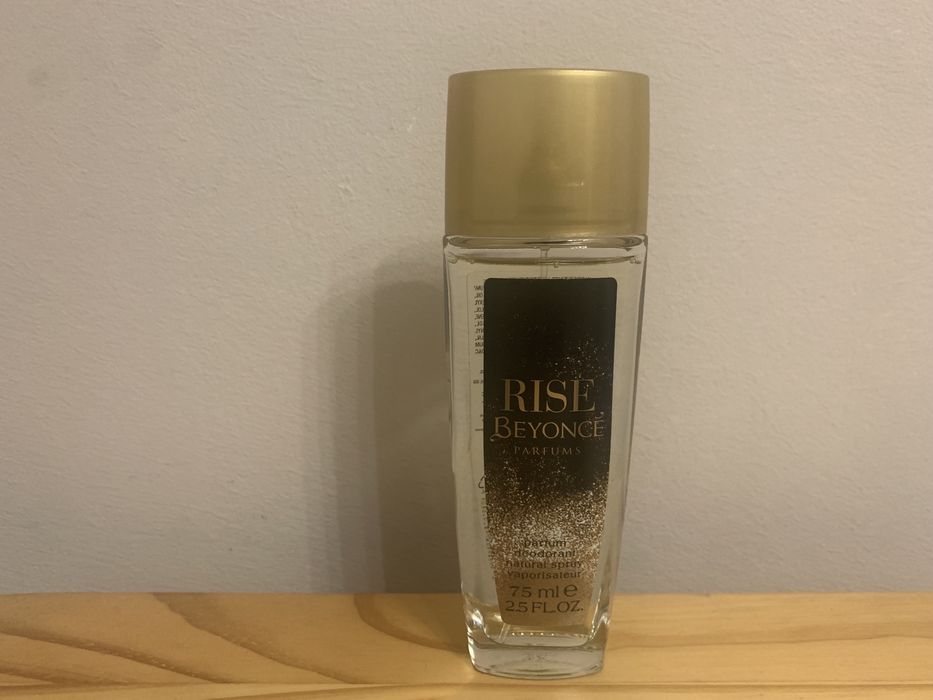 RISE
BEYONCÉ
PARFUMS
parfum
deodorant
natural spray
vaporisateur
75 ml e
2.5 FL.OZ.